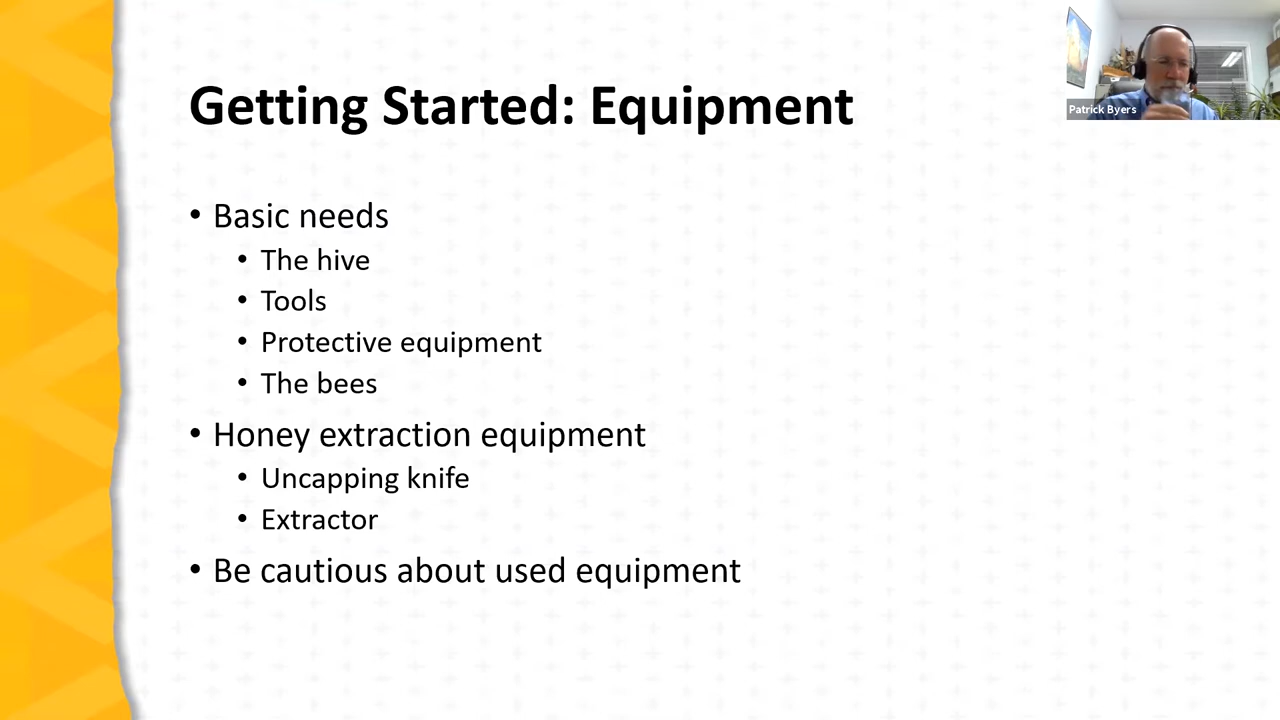 Getting Started: Equipment
Patrick Byers
• Basic needs
• The hive
• Tools
• Protective equipment
• The bees
• Honey extraction equipment
• Uncapping knife
• Extractor
• Be cautious about used equipment